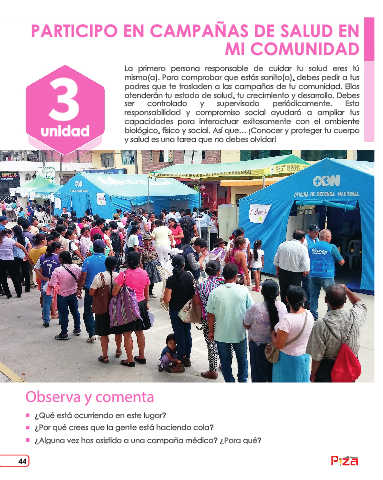 PARTICIPO EN CAMPAÑAS DE SALUD EN
MI COMUNIDAD
3
unidad
La primera persona responsable de cuidar tu salud eres tú
mismo(a). Para comprobar que estás sanito(a), debes pedir a tus
padres que te trasladen a las campañas de tu comunidad. Ellos
atenderán tu estado de salud, tu crecimiento y desarrollo. Debes
ser controlado y supervisado periódicamente. Esta
responsabilidad y compromiso social ayudará a ampliar tus
capacidades para interactuar exitosamente con el ambiente
biológico, físico y social. Así que... ¡Conocer y proteger tu cuerpo
y salud es una tarea que no debes olvidar!
Observa y comenta
¿Qué está ocurriendo en este lugar?
¿Por qué crees que la gente está haciendo cola?
¿Alguna vez has asistido a una campaña médica? ¿Para qué?
44